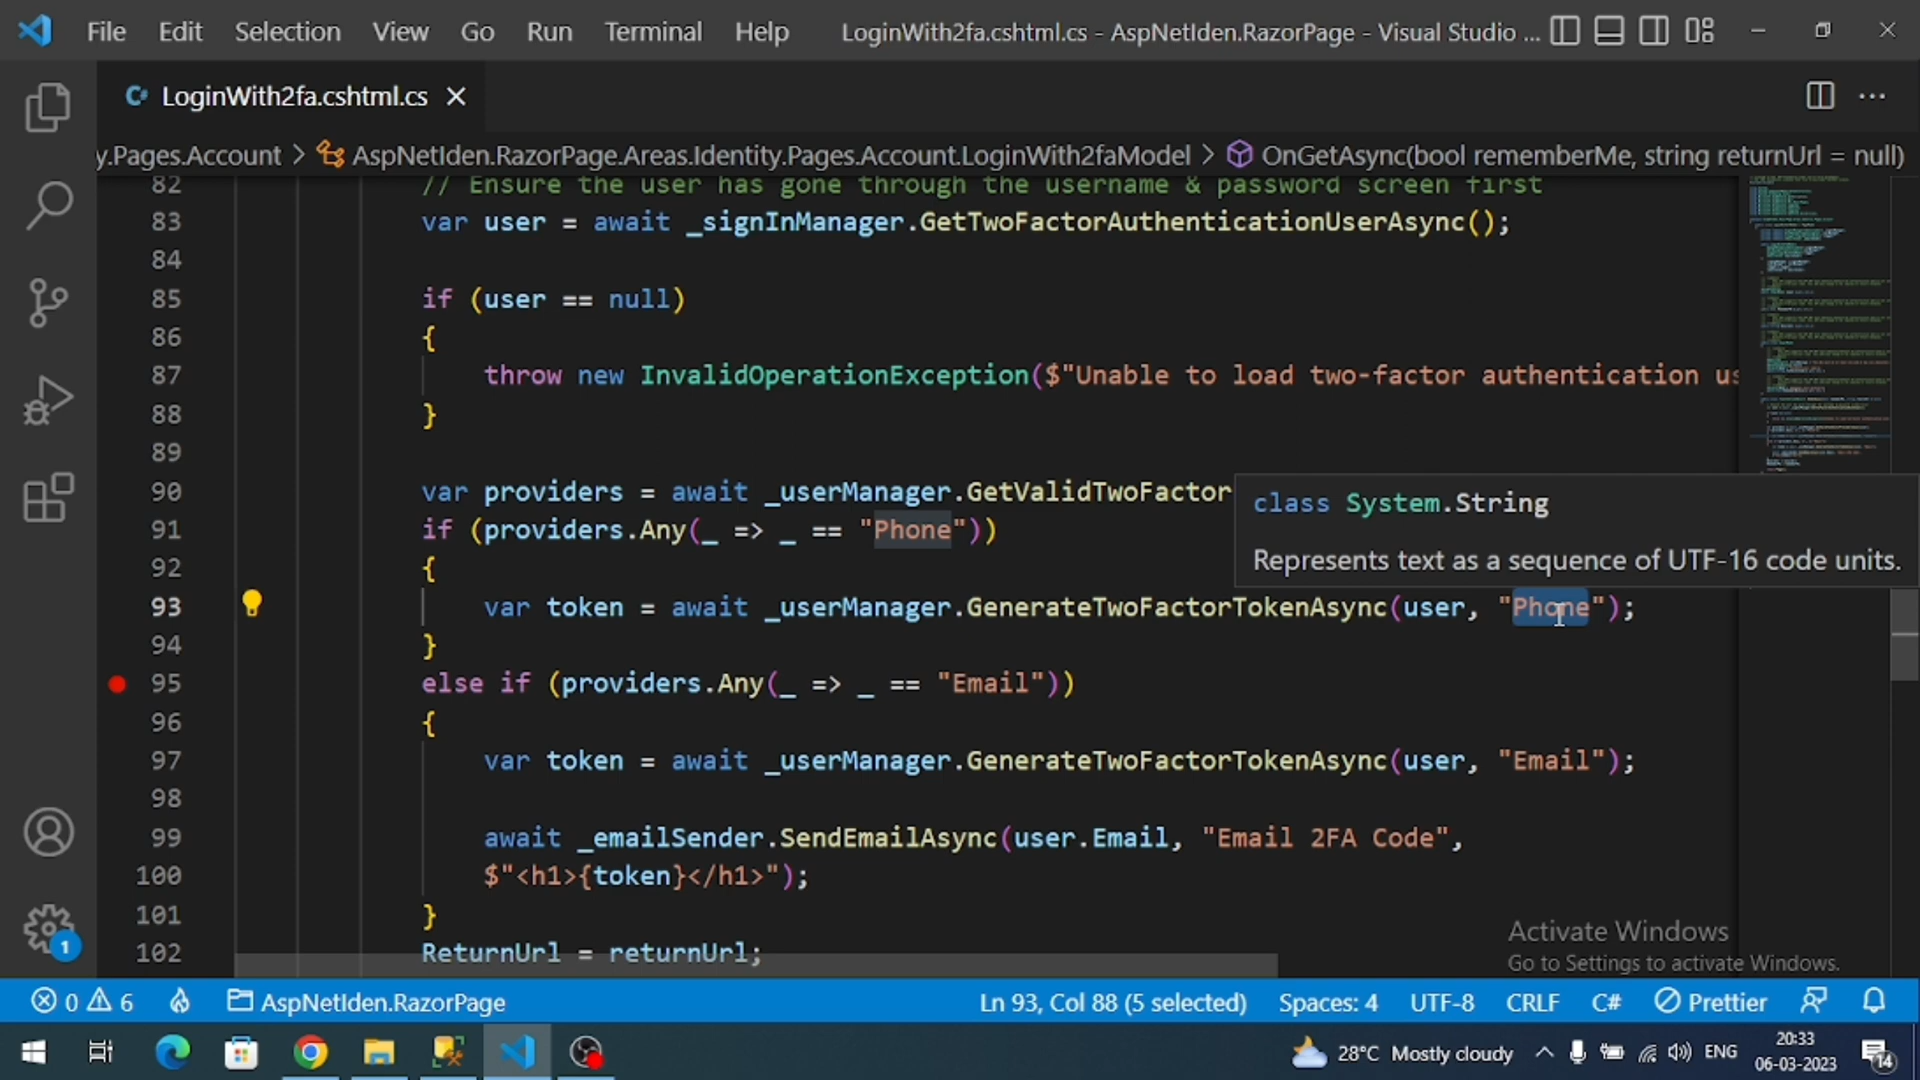 File Edit Selection View Go Run Terminal Help LoginWith2fa.cshtml.cs - AspNetIden.RazorPage - Visual Studio ...
LoginWith2fa.cshtml.cs
y.Pages.Account > AspNetIden.RazorPage.Areas.Identity.Pages.Account.LoginWith2faModel > OnGetAsync(bool rememberMe, string returnUrl = null)
82 // Ensure the user has gone through the username & password screen first
83 var user = await _signInManager.GetTwoFactorAuthenticationUserAsync();
84
85 if (user == null)
86 {
87 throw new InvalidOperationException($"Unable to load two-factor authentication us
88 }
89
90 var providers = await _userManager.GetValidTwoFactor
class System.String
91 if (providers.Any(_ => _ == "Phone"))
Represents text as a sequence of UTF-16 code units.
92 {
93 var token = await _userManager.GenerateTwoFactorTokenAsync(user, "Phone");
94 }
95 else if (providers.Any(_ => _ == "Email"))
96 {
97 var token = await _userManager.GenerateTwoFactorTokenAsync(user, "Email");
98
99 await _emailSender.SendEmailAsync(user.Email, "Email 2FA Code",
100 $"<h1>{token}</h1>");
101 }
102 ReturnUrl = returnUrl;
Activate Windows
Go to Settings to activate Windows.
1
0 6 AspNetIden.RazorPage Ln 93, Col 88 (5 selected) Spaces: 4 UTF-8 CRLF C# Prettier
28°C Mostly cloudy ENG 20:33
06-03-2023 14